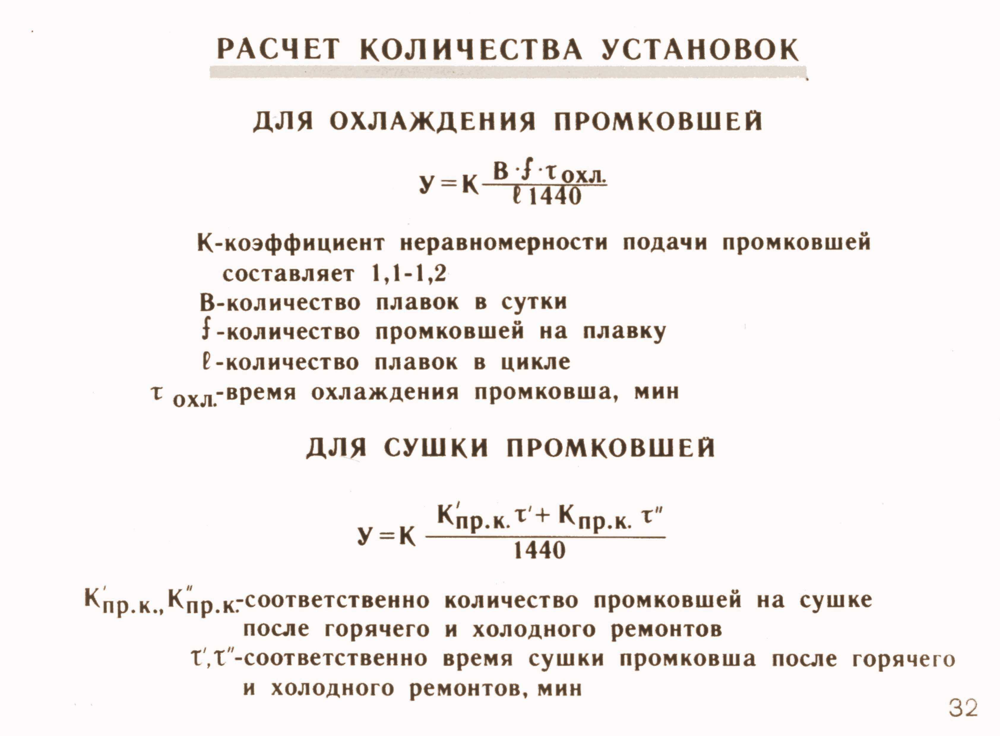 РАСЧЕТ КОЛИЧЕСТВА УСТАНОВОК
ДЛЯ ОХЛАЖДЕНИЯ ПРОМКОВШЕЙ
У = К (В · f · τ охл.) / (ℓ 1440)
К-коэффициент неравномерности подачи промковшей
составляет 1,1-1,2
В-количество плавок в сутки
f-количество промковшей на плавку
ℓ-количество плавок в цикле
τ охл.-время охлаждения промковша, мин
ДЛЯ СУШКИ ПРОМКОВШЕЙ
У = К (К′пр.к. τ′ + Кпр.к. τ″) / 1440
К′пр.к., К″пр.к.-соответственно количество промковшей на сушке
после горячего и холодного ремонтов
τ′, τ″-соответственно время сушки промковша после горячего
и холодного ремонтов, мин
32